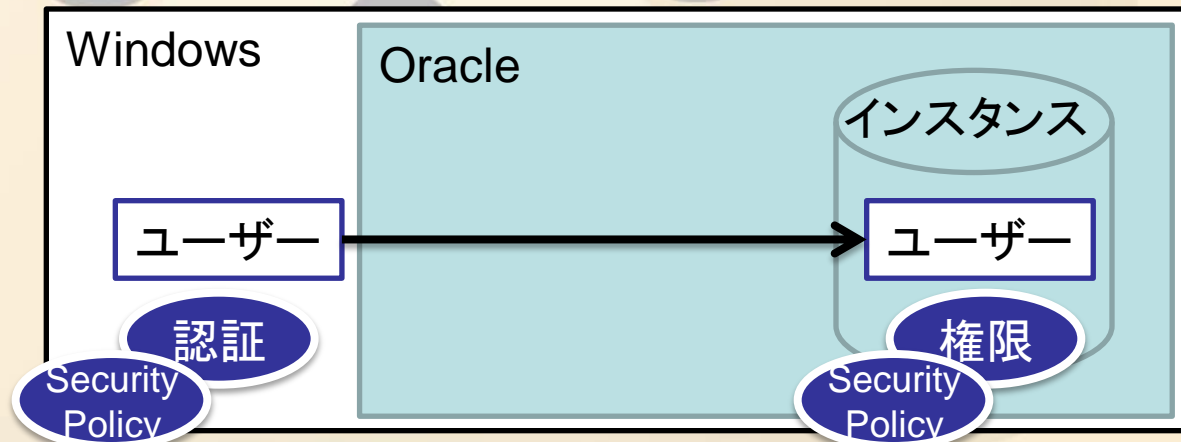 Windows
Oracle
インスタンス
ユーザー
ユーザー
認証
権限
Security
Policy
Security
Policy